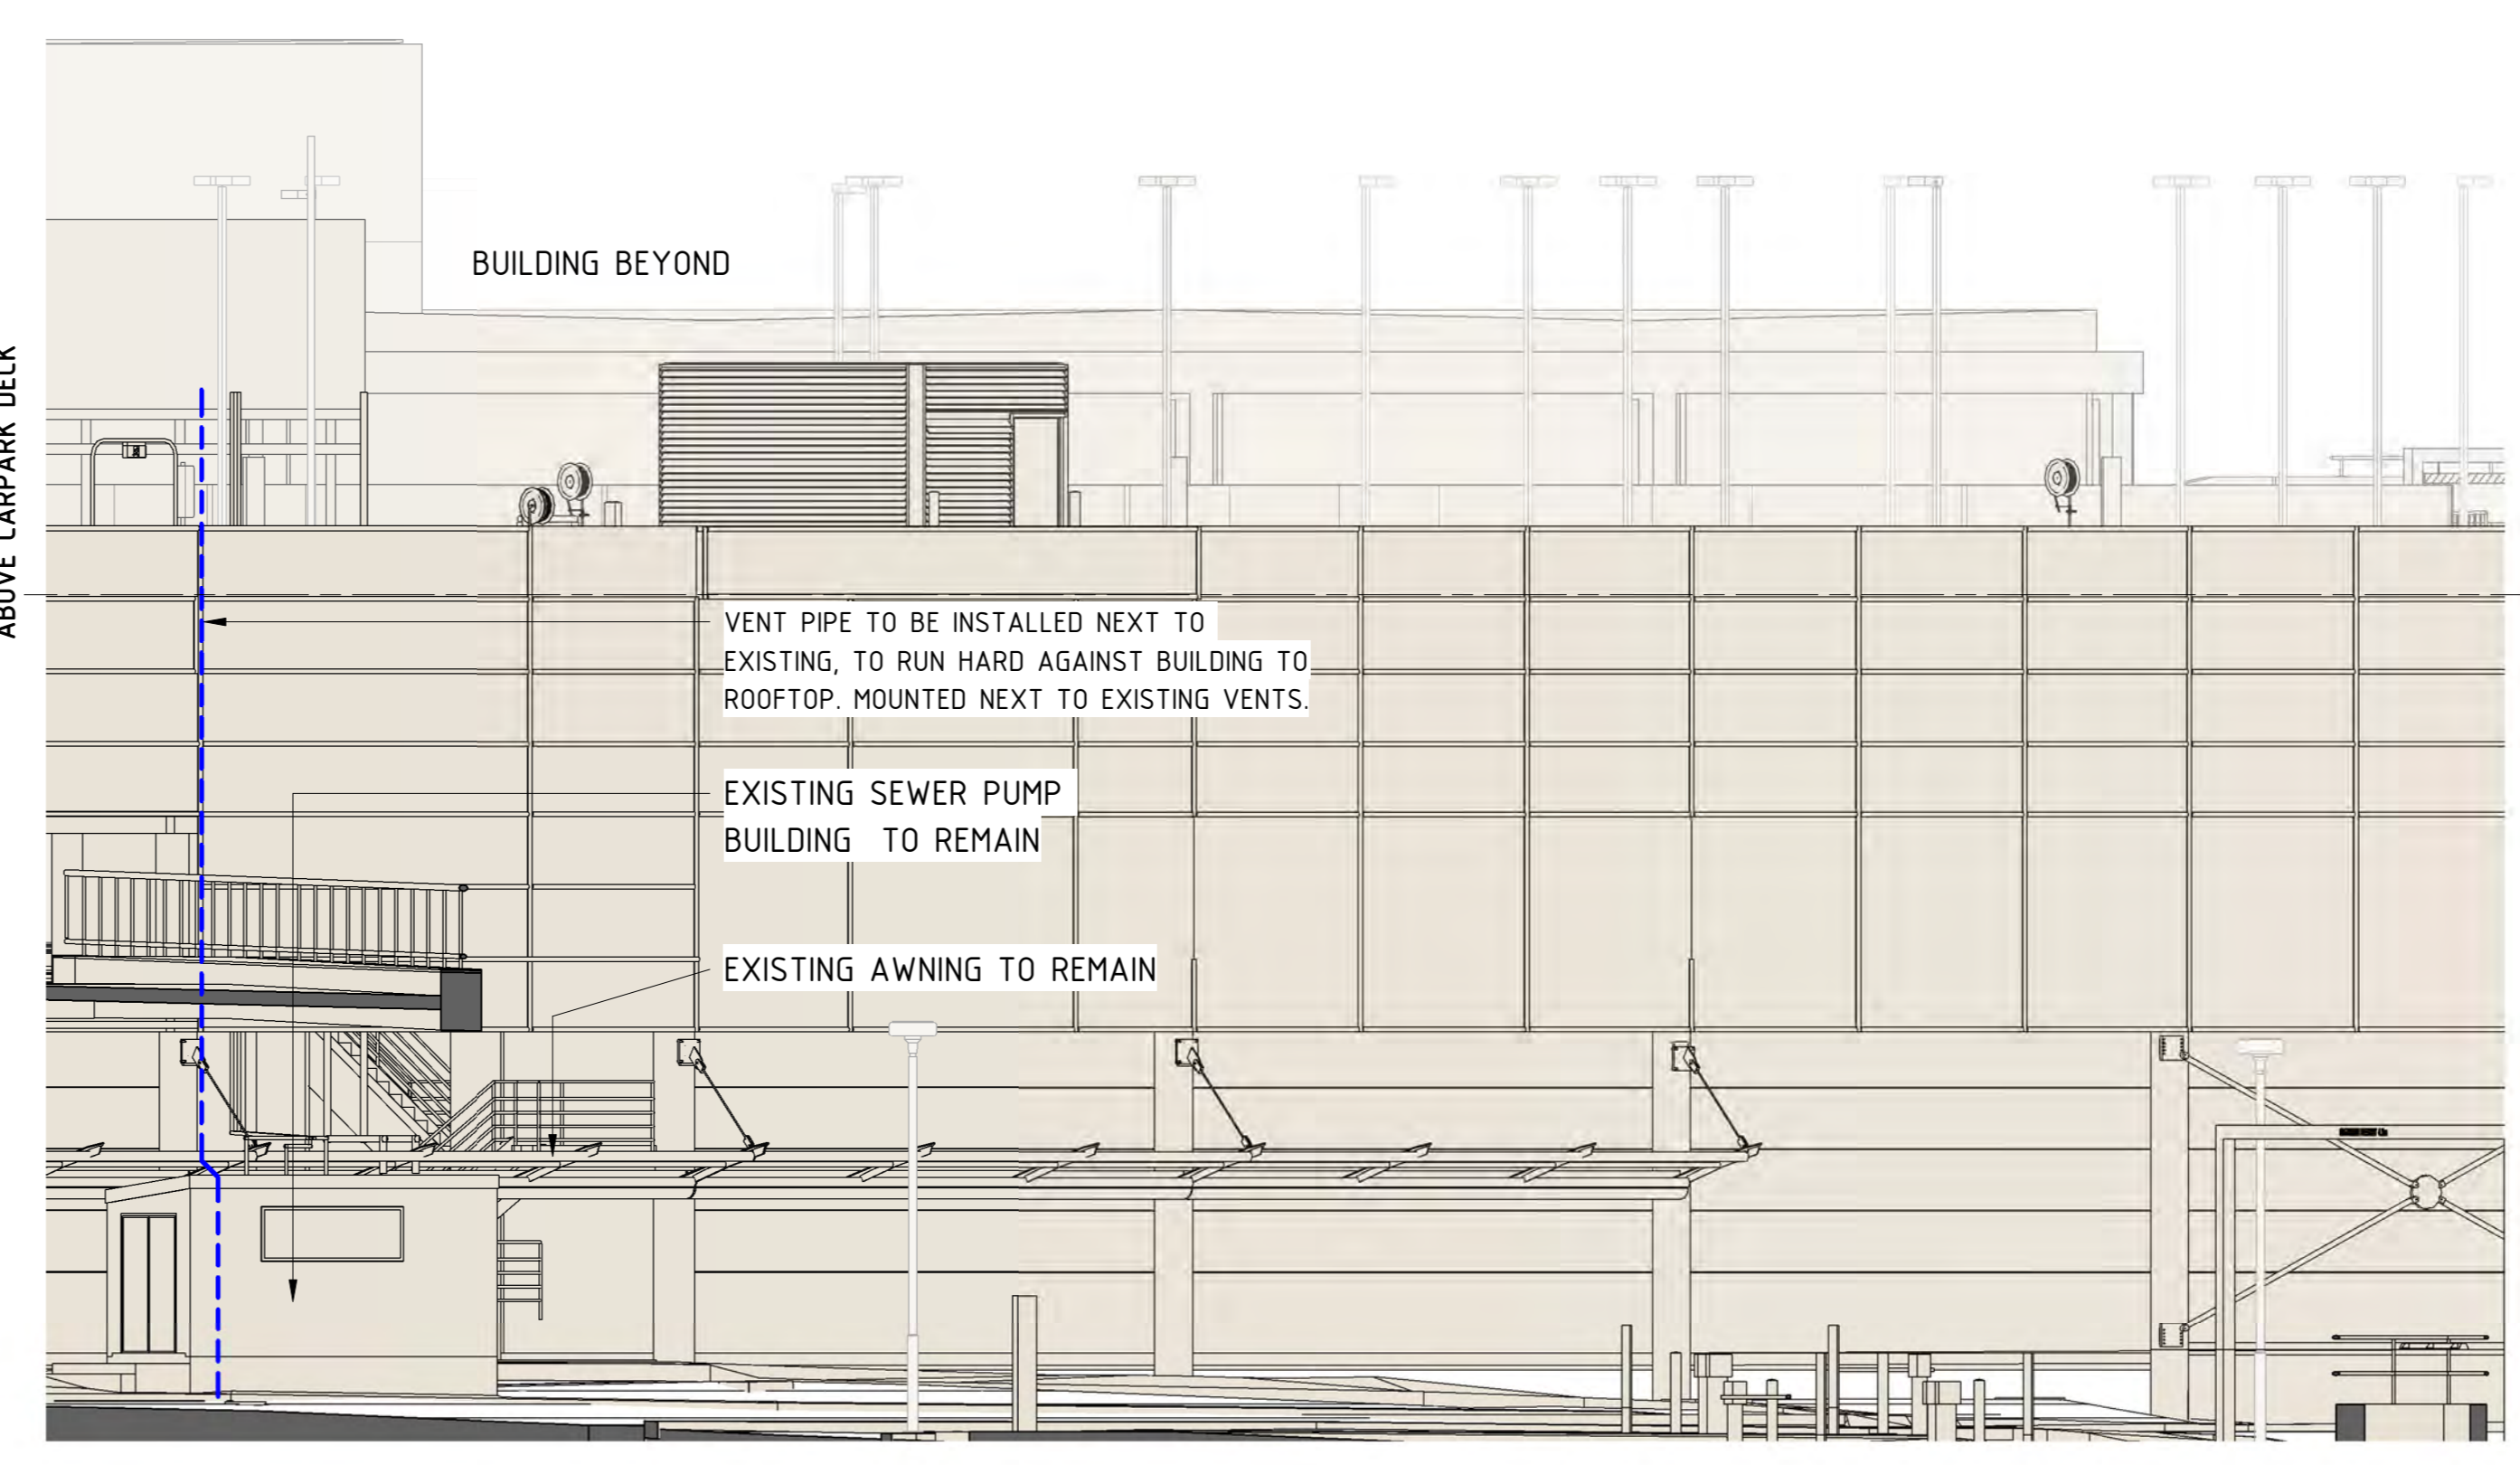 BUILDING BEYOND
ABOVE CARPARK DECK
VENT PIPE TO BE INSTALLED NEXT TO
EXISTING, TO RUN HARD AGAINST BUILDING TO
ROOFTOP. MOUNTED NEXT TO EXISTING VENTS.
EXISTING SEWER PUMP
BUILDING TO REMAIN
EXISTING AWNING TO REMAIN